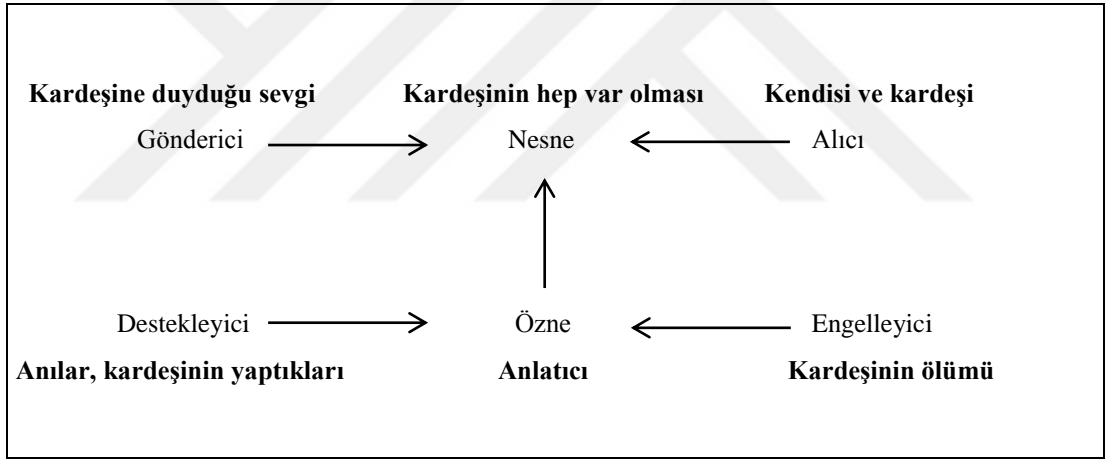 Kardeşine duyduğu sevgi Kardeşinin hep var olması Kendisi ve kardeşi
Gönderici Nesne Alıcı
Destekleyici Özne Engelleyici
Anılar, kardeşinin yaptıkları Anlatıcı Kardeşinin ölümü